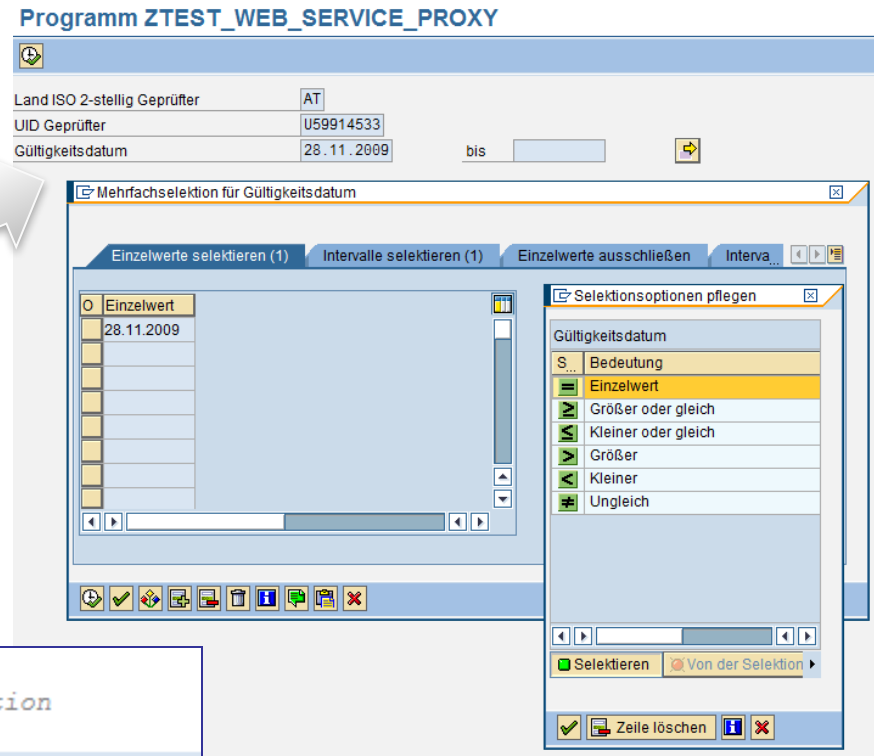 Programm ZTEST_WEB_SERVICE_PROXY
Land ISO 2-stellig Geprüfter AT
UID Geprüfter U59914533
Gültigkeitsdatum 28.11.2009 bis
Mehrfachselektion für Gültigkeitsdatum
Einzelwerte selektieren (1) Intervalle selektieren (1) Einzelwerte ausschließen Interva...
O Einzelwert
28.11.2009
Selektionsoptionen pflegen
Gültigkeitsdatum
S... Bedeutung
= Einzelwert
≥ Größer oder gleich
≤ Kleiner oder gleich
> Größer
< Kleiner
≠ Ungleich
Selektieren Von der Selektion
Zeile löschen
tion